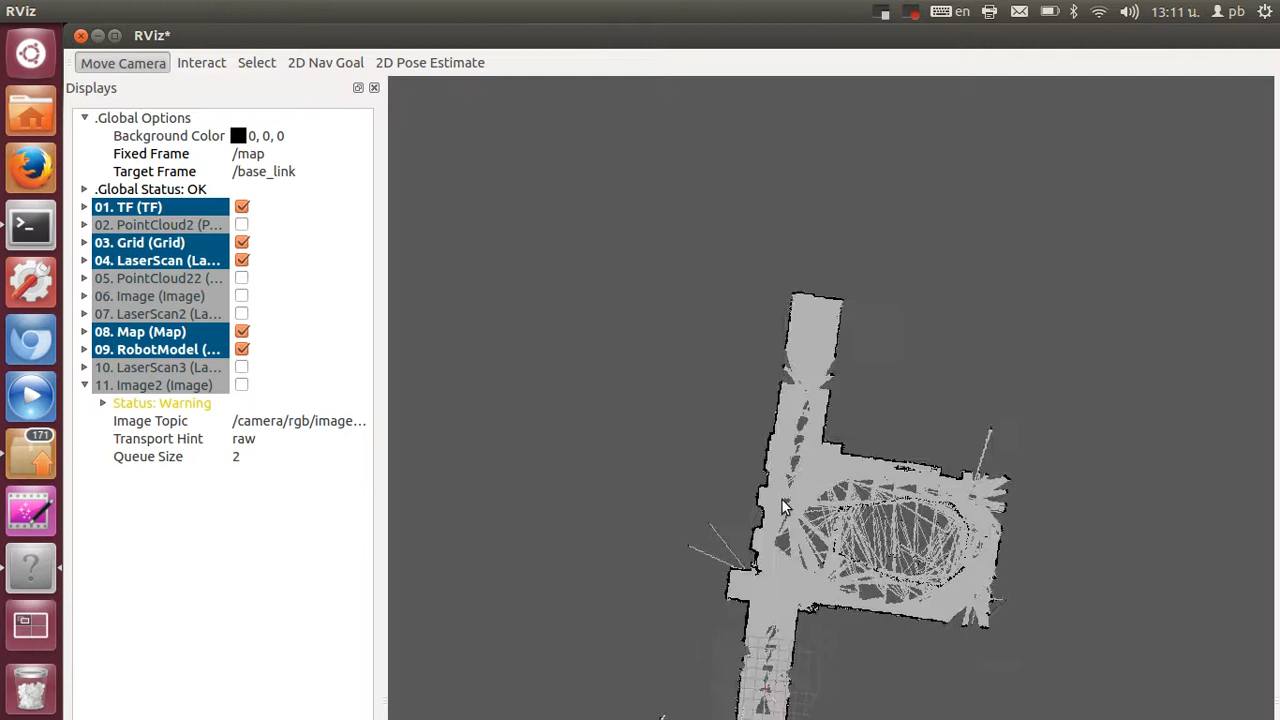 RViz
en
13:11 น.
pb
RViz*
Move Camera
Interact
Select
2D Nav Goal
2D Pose Estimate
Displays
.Global Options
Background Color 0, 0, 0
Fixed Frame /map
Target Frame /base_link
.Global Status: OK
01. TF (TF)
02. PointCloud2 (P...
03. Grid (Grid)
04. LaserScan (La...
05. PointCloud22 (...
06. Image (Image)
07. LaserScan2 (La...
08. Map (Map)
09. RobotModel (...
10. LaserScan3 (La...
11. Image2 (Image)
Status: Warning
Image Topic /camera/rgb/image...
Transport Hint raw
Queue Size 2
171